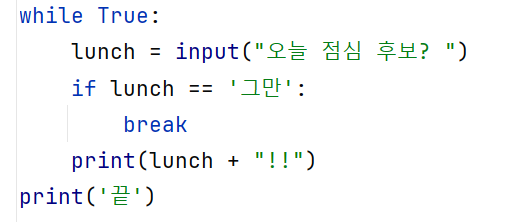 while True:
    lunch = input("오늘 점심 후보? ")
    if lunch == '그만':
        break
    print(lunch + "!!")
print('끝')